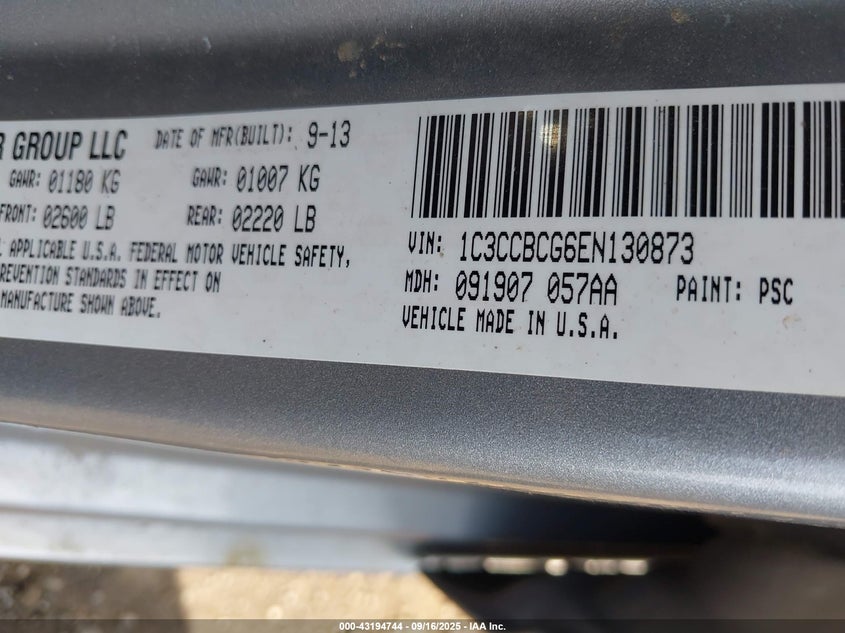 R GROUP LLC
DATE OF MFR(BUILT): 9-13
GAWR: 01180 KG
GAWR: 01007 KG
FRONT: 02600 LB
REAR: 02220 LB
APPLICABLE U.S.A. FEDERAL MOTOR VEHICLE SAFETY,
REVENTION STANDARDS IN EFFECT ON
MANUFACTURE SHOWN ABOVE.
VIN: 1C3CCBCG6EN130873
MDH: 091907 057AA PAINT: PSC
VEHICLE MADE IN U.S.A.
000-43194744 - 09/16/2025 - IAA Inc.